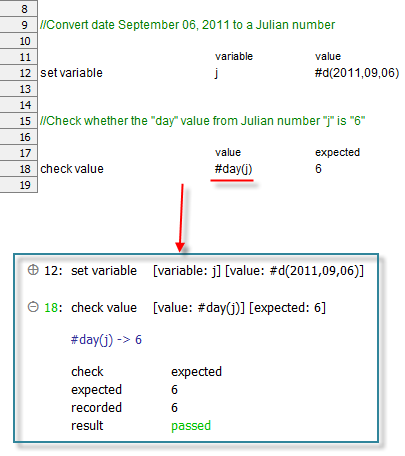 8
9 //Convert date September 06, 2011 to a Julian number
10
11 variable value
12 set variable j #d(2011,09,06)
13
14
15 //Check whether the "day" value from Julian number "j" is "6"
16
17 value expected
18 check value #day(j) 6
19
12: set variable [variable: j] [value: #d(2011,09,06)]
18: check value [value: #day(j)] [expected: 6]
#day(j) -> 6
check expected
expected 6
recorded 6
result passed